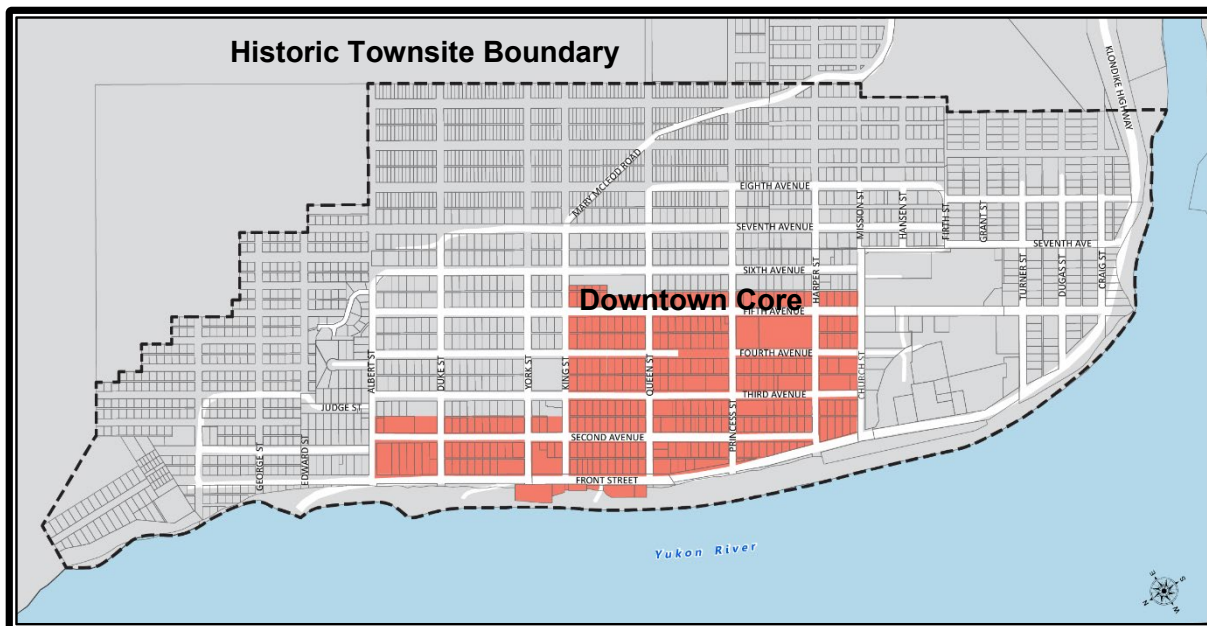 Historic Townsite Boundary
KLONDIKE HIGHWAY
MARY MCLEOD ROAD
EIGHTH AVENUE
MISSION ST
HANSEN ST
FIRTH ST
GRANT ST
SEVENTH AVENUE
SEVENTH AVE
SIXTH AVENUE
HARPER ST
TURNER ST
DUGAS ST
CRAIG ST
Downtown Core
FIFTH AVENUE
ALBERT ST
DUKE ST
YORK ST
KING ST
QUEEN ST
FOURTH AVENUE
CHURCH ST
JUDGE ST
THIRD AVENUE
PRINCESS ST
GEORGE ST
EDWARD ST
SECOND AVENUE
FRONT STREET
Yukon River
N
E
S
W